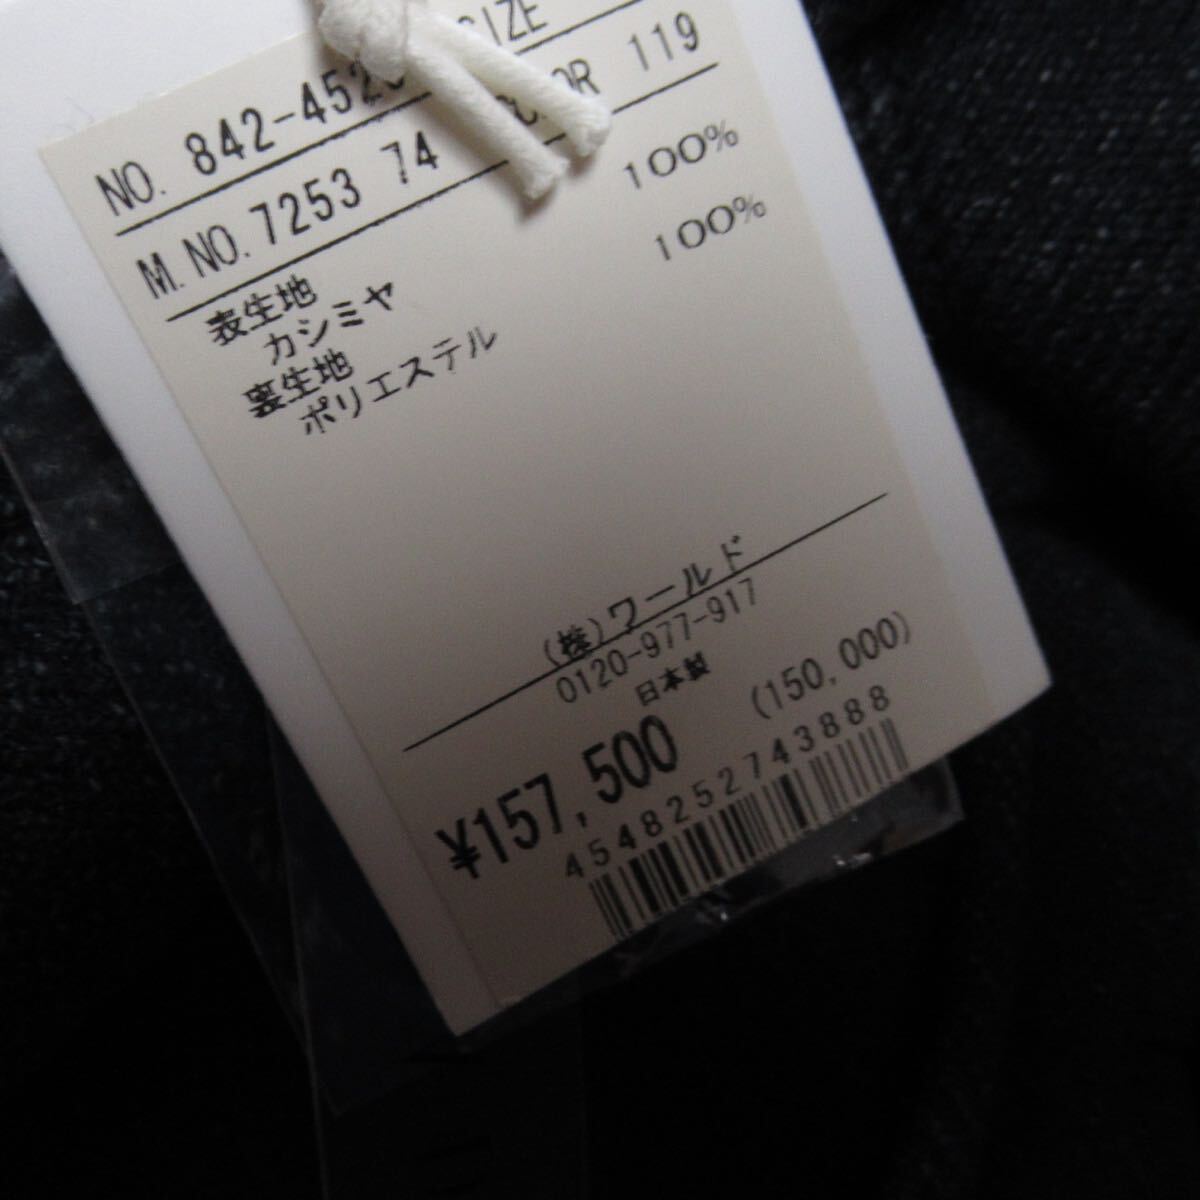 NO. 842-452 SIZE
M.NO. 7253 74 COLOR 119
表生地
カシミヤ 100%
裏生地
ポリエステル 100%
(株)ワールド
0120-977-917
日本製
¥157,500 (150,000)
4548252743888